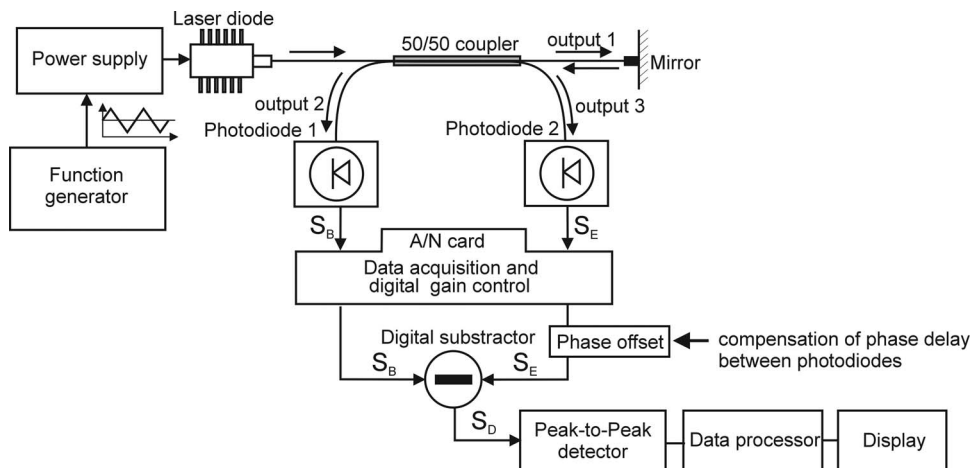 Laser diode
Power supply
50/50 coupler
output 1
Mirror
output 2
output 3
Photodiode 1
Photodiode 2
Function
generator
S_B
S_E
A/N card
Data acquisition and
digital gain control
Digital substractor
Phase offset
compensation of phase delay
between photodiodes
S_B
S_E
S_D
Peak-to-Peak
detector
Data processor
Display